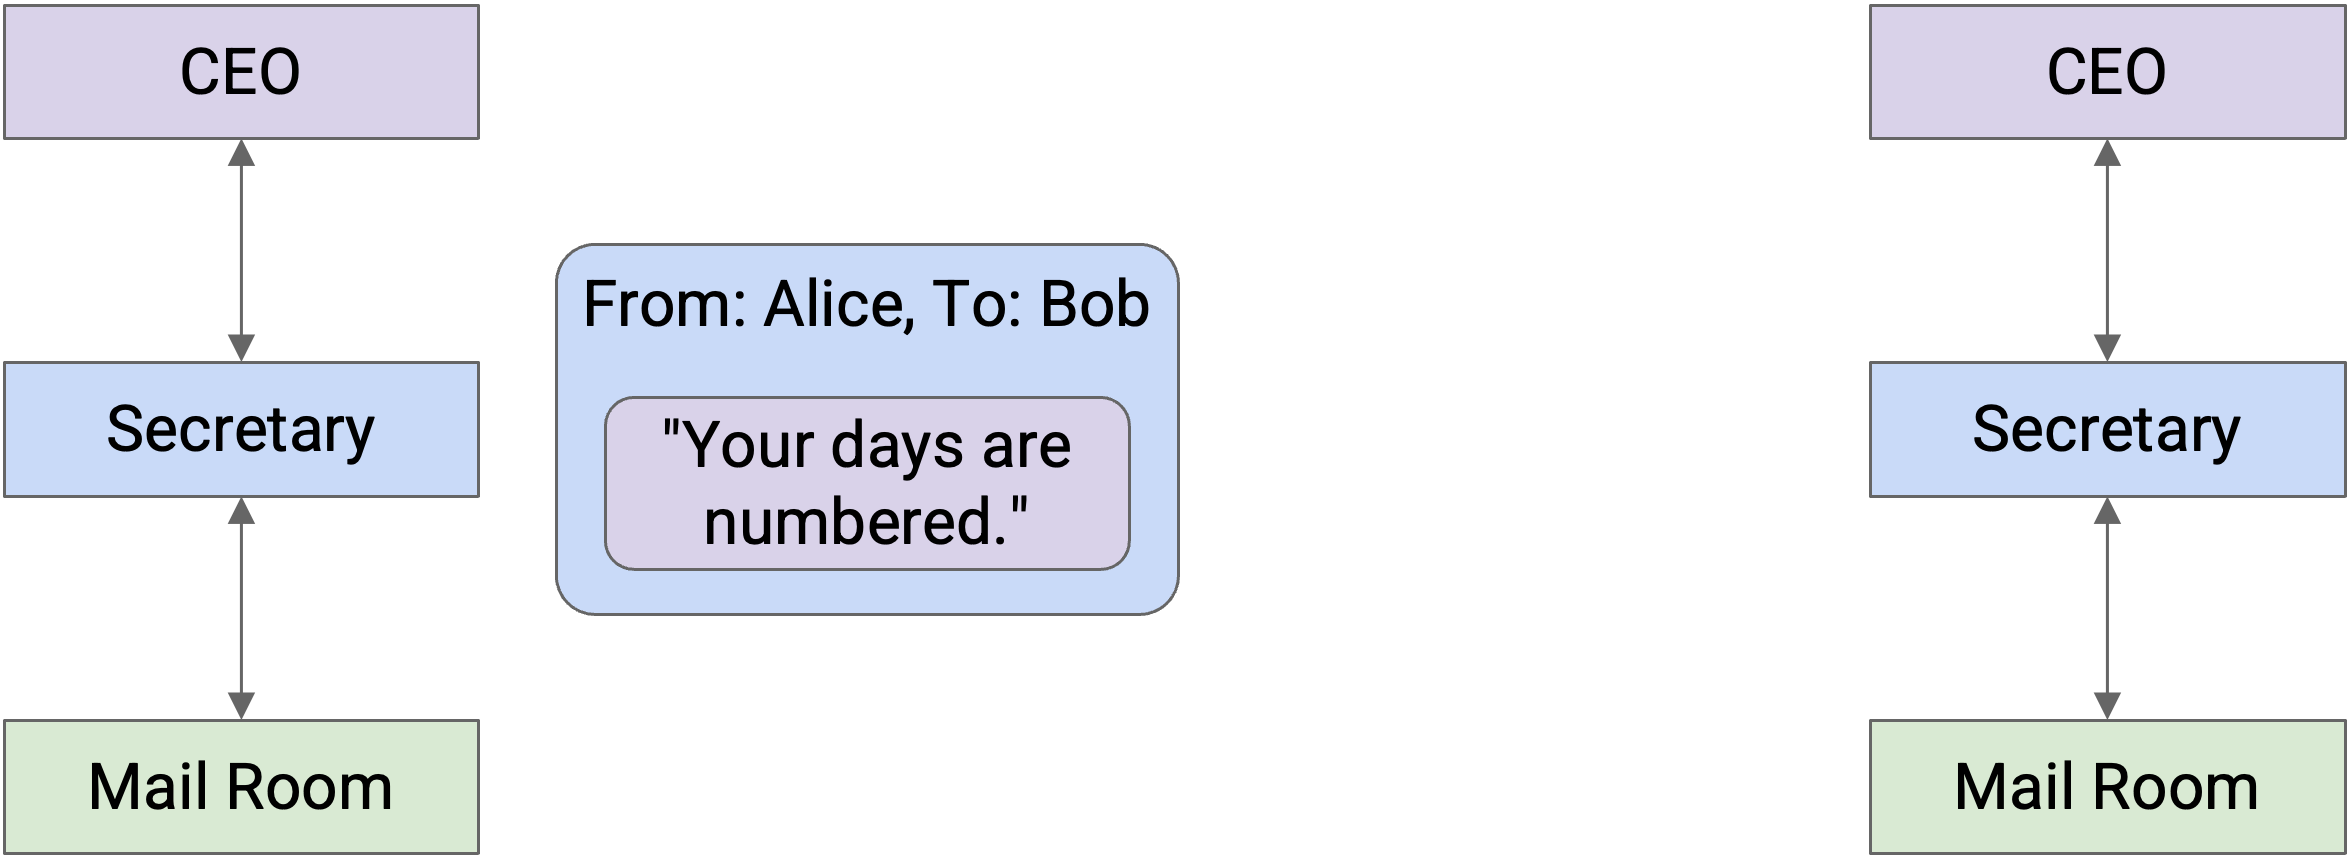 CEO
CEO
From: Alice, To: Bob
Secretary
"Your days are
numbered."
Secretary
Mail Room
Mail Room